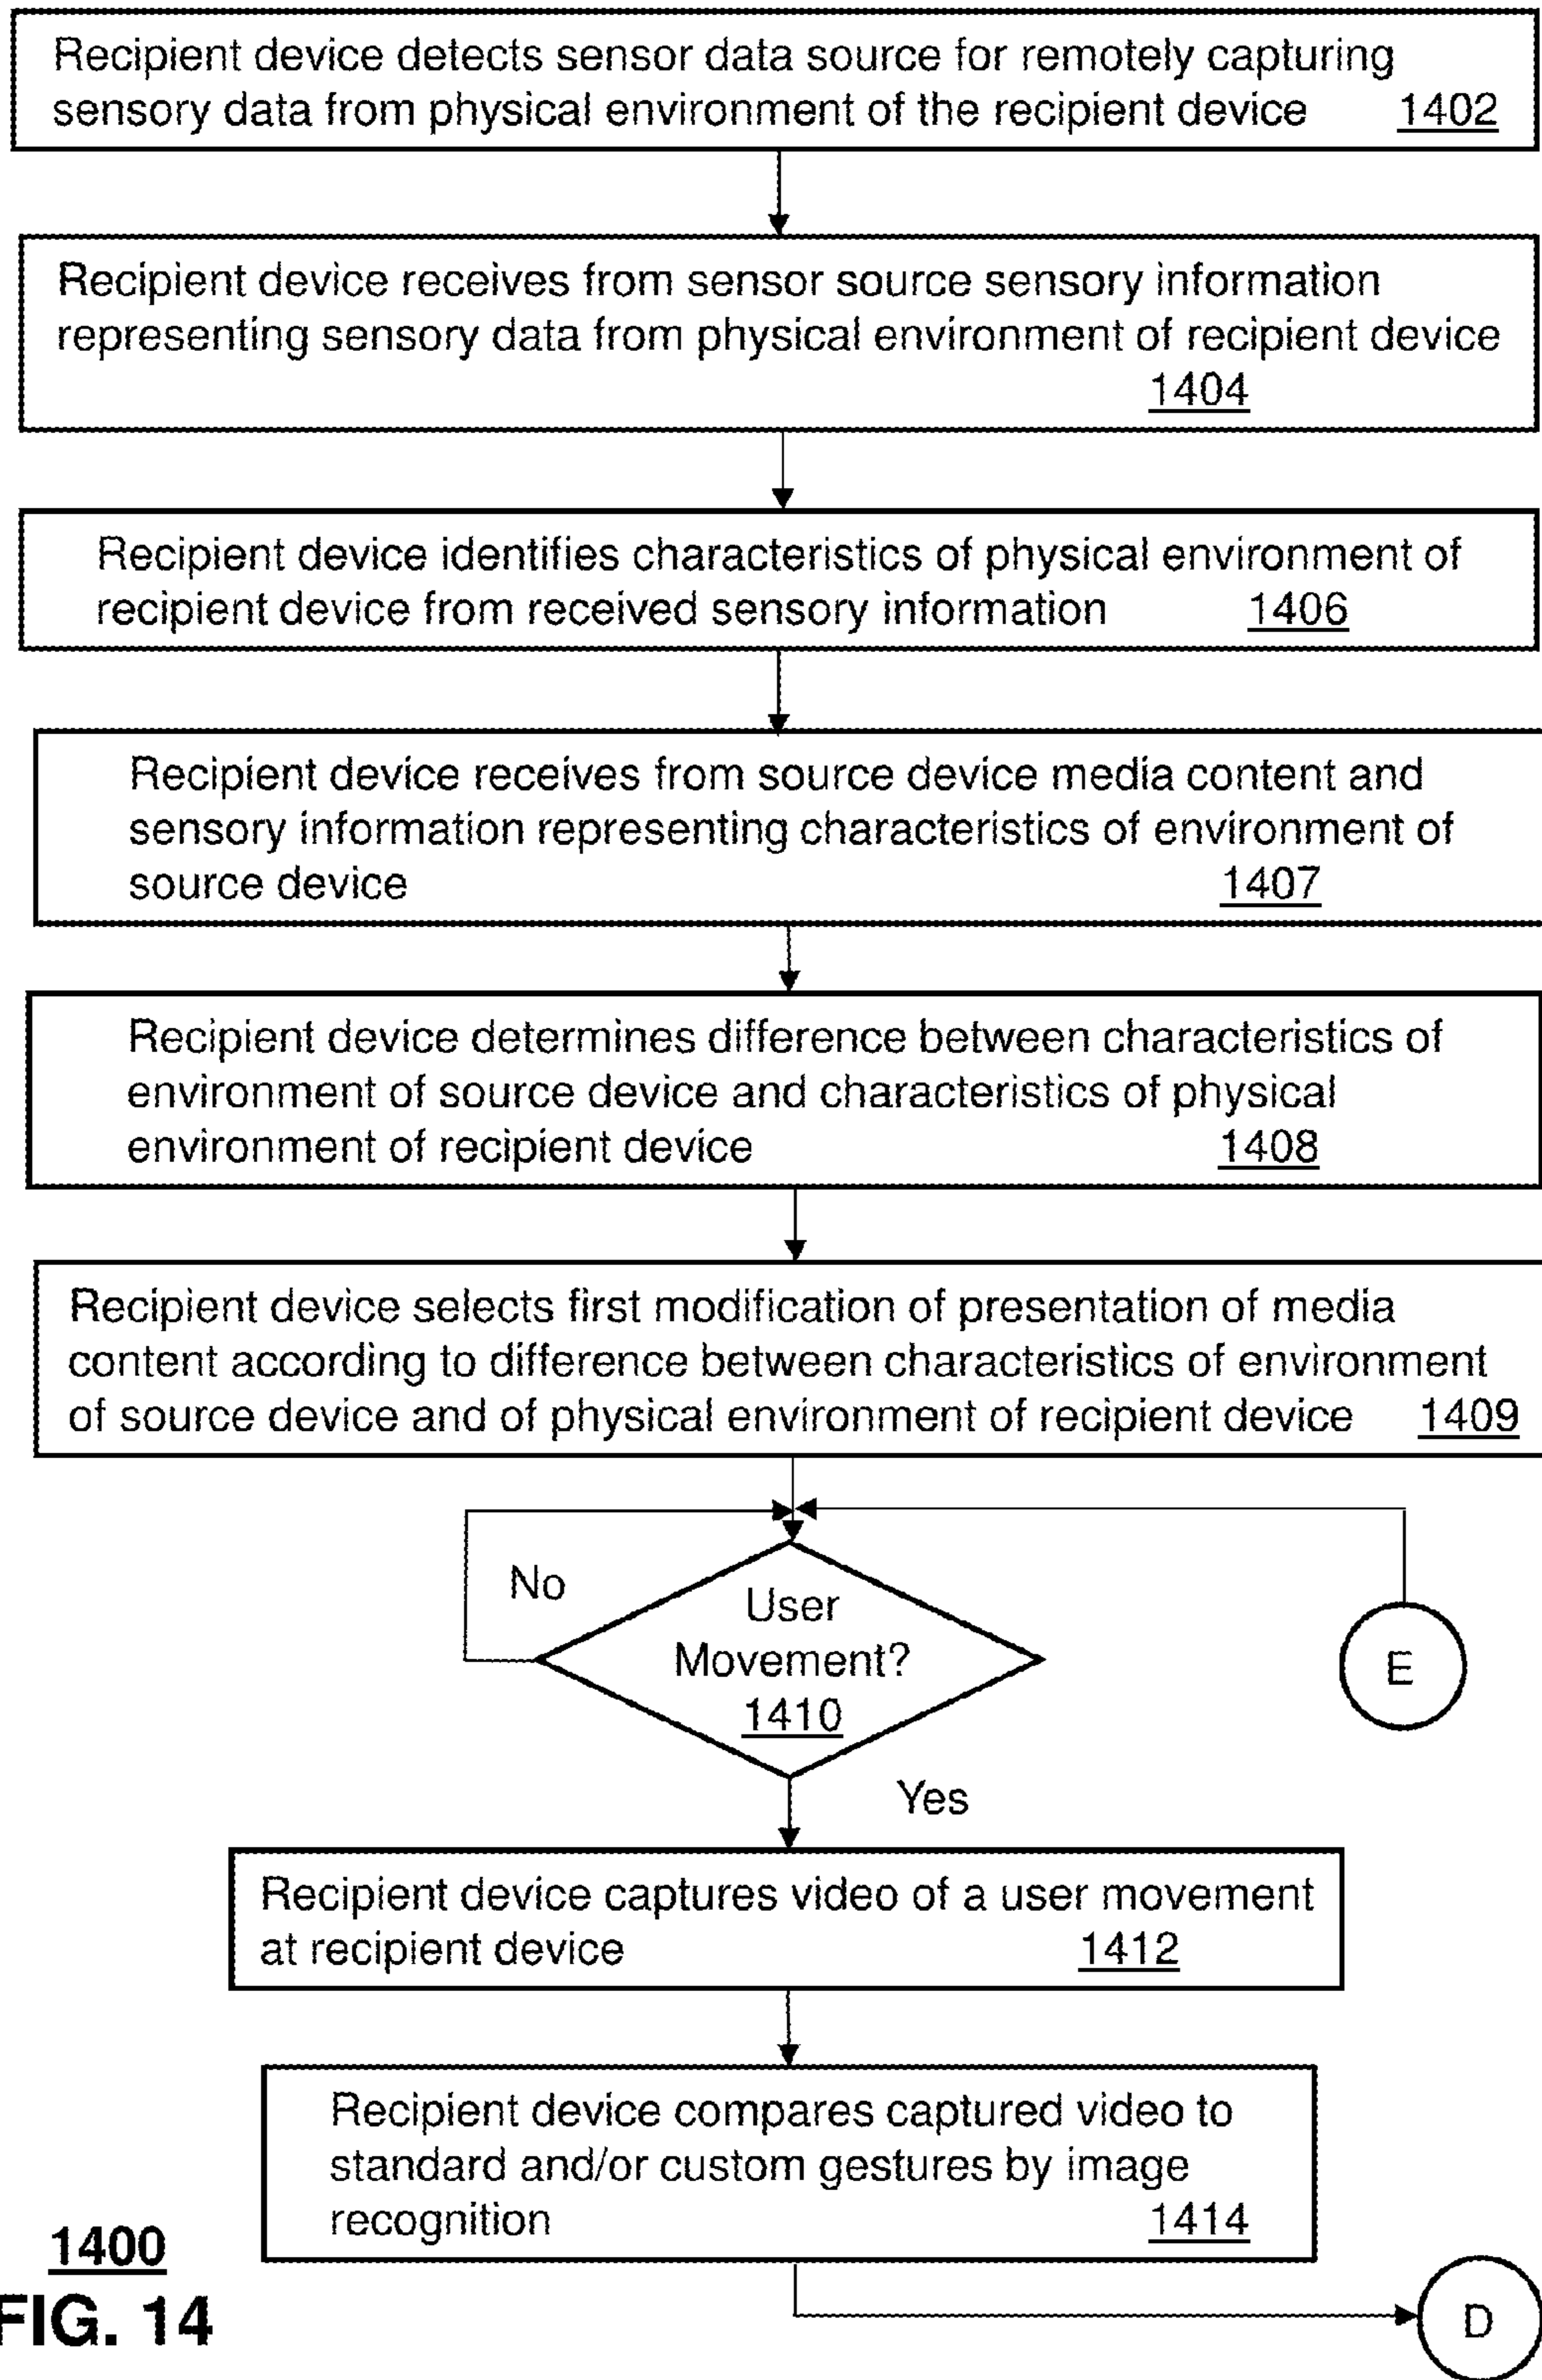 Recipient device detects sensor data source for remotely capturing
sensory data from physical environment of the recipient device 1402
Recipient device receives from sensor source sensory information
representing sensory data from physical environment of recipient device
1404
Recipient device identifies characteristics of physical environment of
recipient device from received sensory information 1406
Recipient device receives from source device media content and
sensory information representing characteristics of environment of
source device 1407
Recipient device determines difference between characteristics of
environment of source device and characteristics of physical
environment of recipient device 1408
Recipient device selects first modification of presentation of media
content according to difference between characteristics of environment
of source device and of physical environment of recipient device 1409
No
User
Movement?
1410
E
Yes
Recipient device captures video of a user movement
at recipient device 1412
Recipient device compares captured video to
standard and/or custom gestures by image
recognition 1414
1400
FIG. 14
D